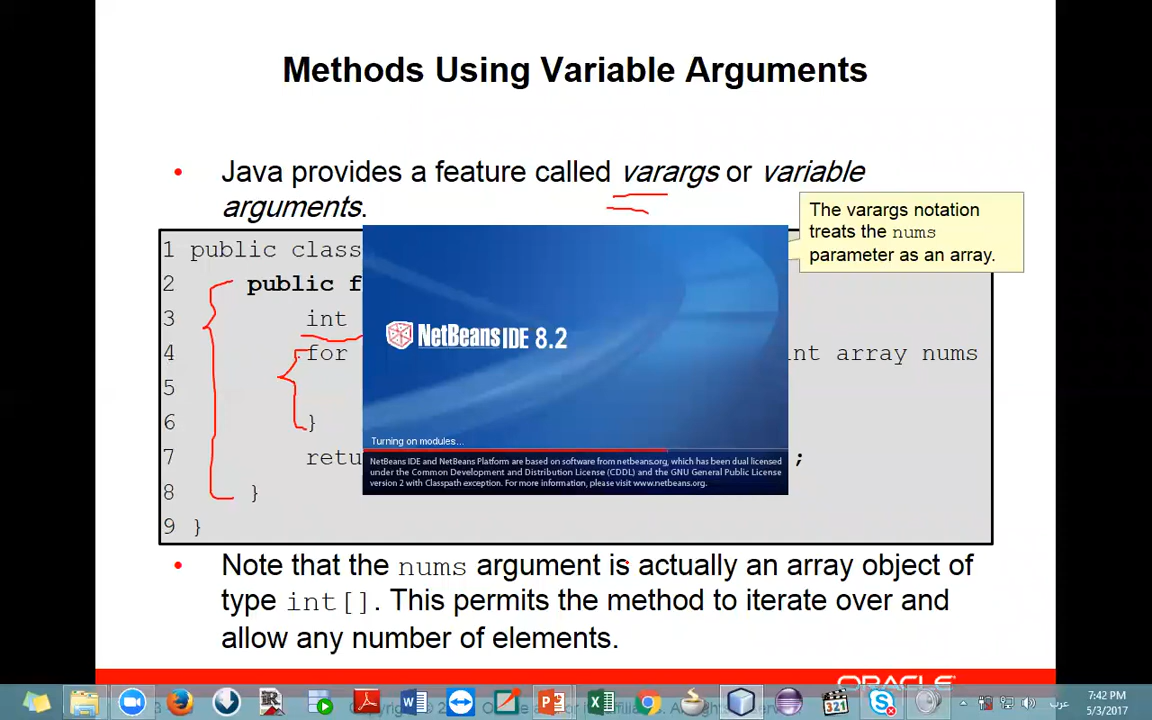 Methods Using Variable Arguments
• Java provides a feature called varargs or variable
arguments.
The varargs notation
treats the nums
parameter as an array.
1 public class
2 public f
3 int
4 for int array nums
5
6 }
7 retu ;
8 }
9 }
NetBeans IDE 8.2
Turning on modules...
NetBeans IDE and NetBeans Platform are based on software from netbeans.org, which has been dual licensed
under the Common Development and Distribution License (CDDL) and the GNU General Public License
version 2 with Classpath exception. For more information, please visit www.netbeans.org.
• Note that the nums argument is actually an array object of
type int[]. This permits the method to iterate over and
allow any number of elements.
ORACLE
321
عرب
7:42 PM
5/3/2017